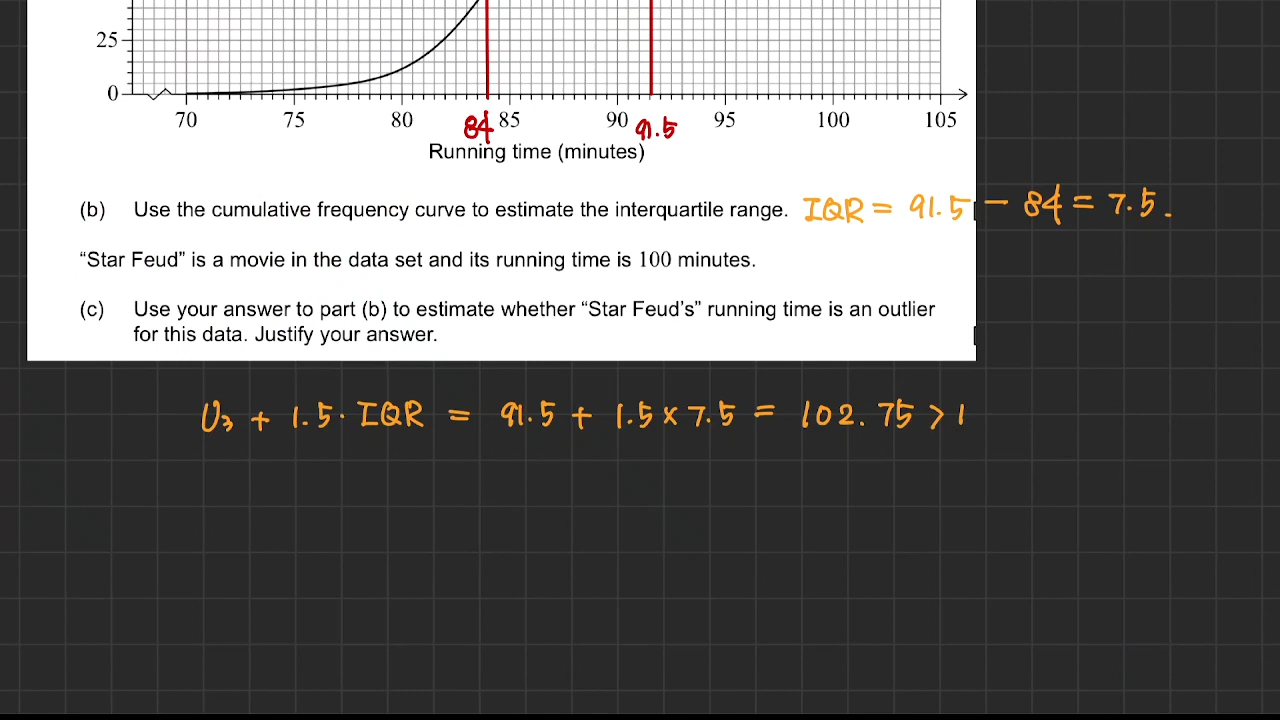 25
0
70 75 80 85 90 95 100 105
84 91.5
Running time (minutes)
(b) Use the cumulative frequency curve to estimate the interquartile range. IQR = 91.5 - 84 = 7.5.
“Star Feud” is a movie in the data set and its running time is 100 minutes.
(c) Use your answer to part (b) to estimate whether “Star Feud’s” running time is an outlier
for this data. Justify your answer.
U₃ + 1.5 · IQR = 91.5 + 1.5 × 7.5 = 102.75 > 1